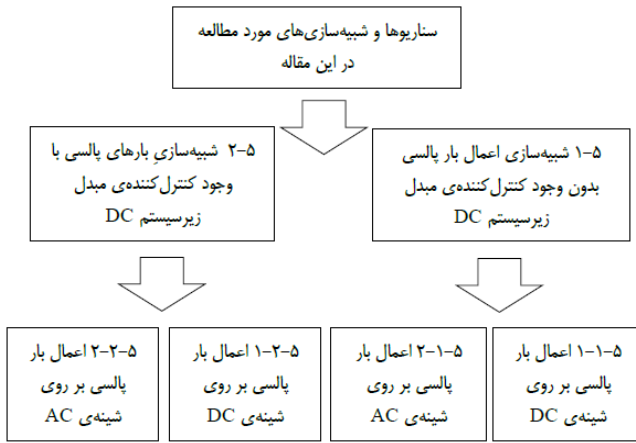 سناریوها و شبیه‌سازی‌های مورد مطالعه
در این مقاله
۵-۱ شبیه‌سازی اعمال بار پالسی
بدون وجود کنترل‌کننده‌ی مبدل
زیرسیستم DC
۵-۲ شبیه‌سازیِ بارهای پالسی با
وجود کنترل‌کننده‌ی مبدل
زیرسیستم DC
۵-۱-۱ اعمال بار
پالسی بر روی
شینه‌ی DC
۵-۱-۲ اعمال بار
پالسی بر روی
شینه‌ی AC
۵-۲-۱ اعمال بار
پالسی بر روی
شینه‌ی DC
۵-۲-۲ اعمال بار
پالسی بر روی
شینه‌ی AC